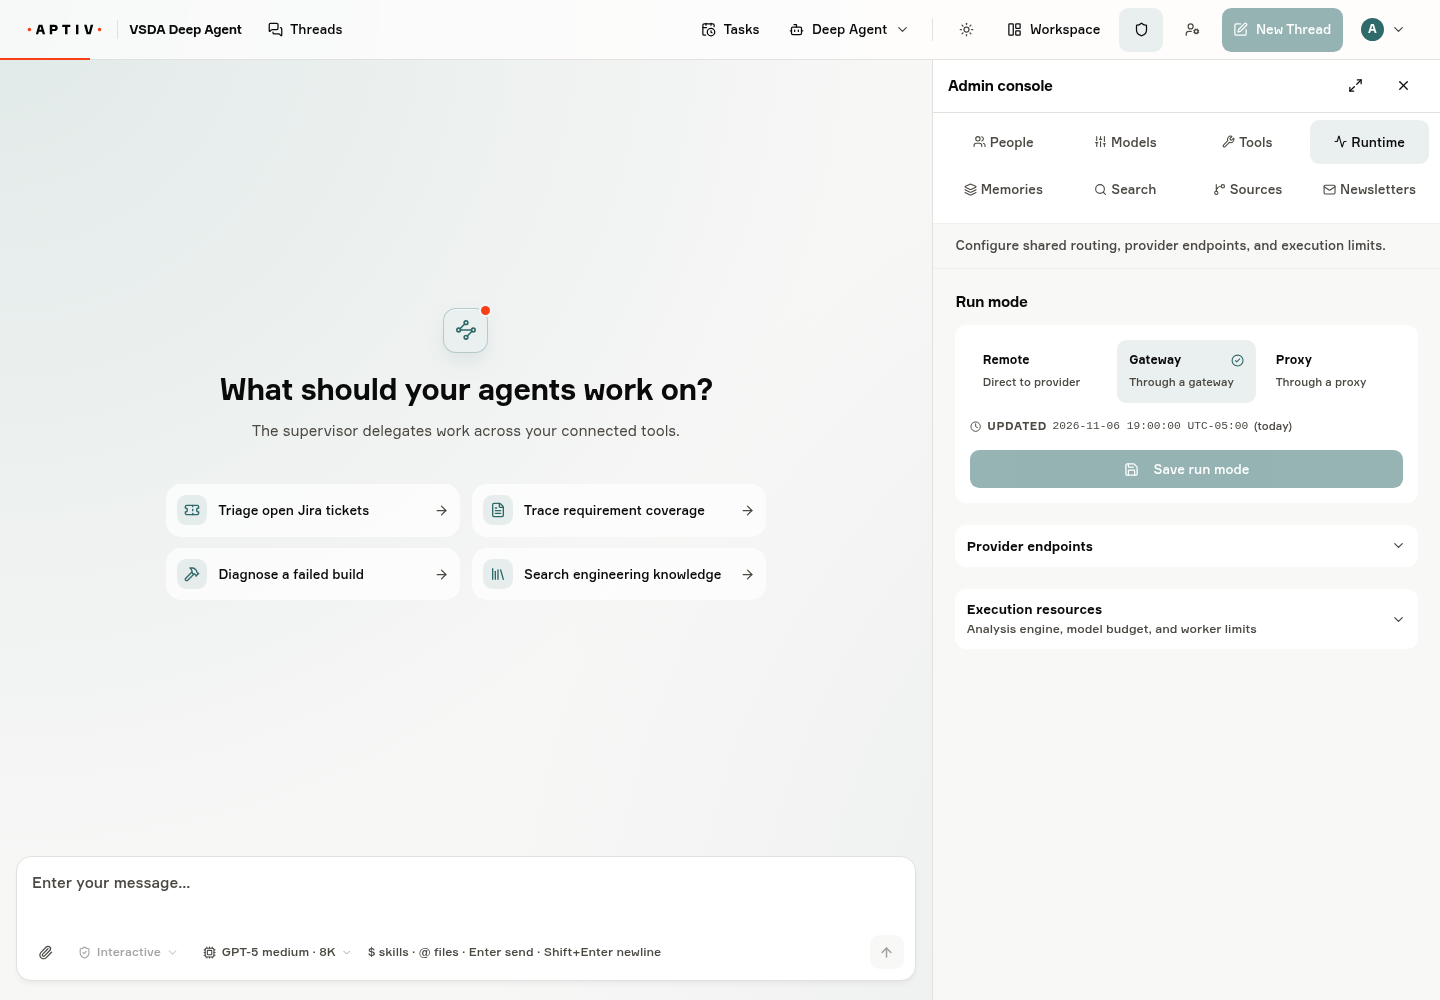 APTIV
VSDA Deep Agent
Threads
Tasks
Deep Agent
Workspace
New Thread
A
Admin console
People
Models
Tools
Runtime
Memories
Search
Sources
Newsletters
Configure shared routing, provider endpoints, and execution limits.
Run mode
Remote
Direct to provider
Gateway
Through a gateway
Proxy
Through a proxy
UPDATED 2026-11-06 19:00:00 UTC-05:00 (today)
Save run mode
Provider endpoints
Execution resources
Analysis engine, model budget, and worker limits
What should your agents work on?
The supervisor delegates work across your connected tools.
Triage open Jira tickets
Trace requirement coverage
Diagnose a failed build
Search engineering knowledge
Enter your message...
Interactive
GPT-5 medium · 8K
$ skills · @ files · Enter send · Shift+Enter newline